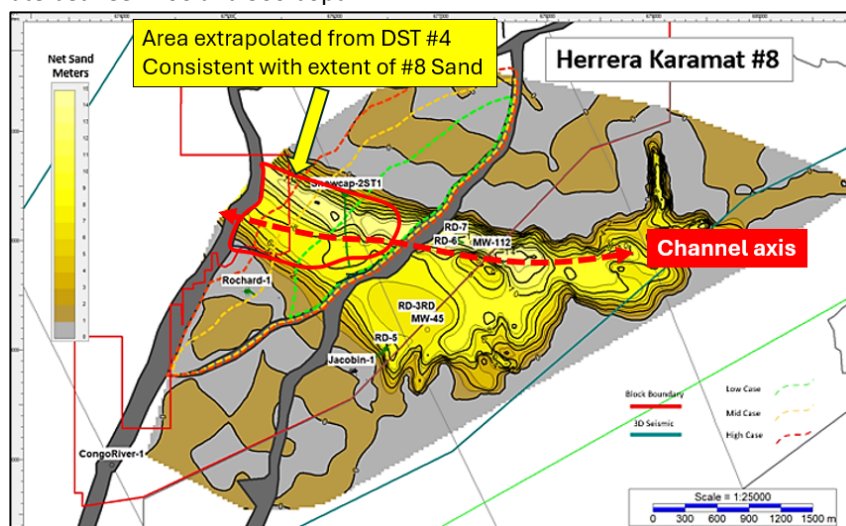 Area extrapolated from DST #4
Consistent with extent of #8 Sand
Herrera Karamat #8
Net Sand
Meters
Snowcap-2ST1
RD-7
RD-6
MW-112
Channel axis
Rochard-1
RD-3RD
MW-45
RD-5
Jacobin-1
CongoRiver-1
Block Boundary
3D Seismic
Low Case
Mid Case
High Case
Scale = 1:25000
0 300 600 900 1200 1500 m